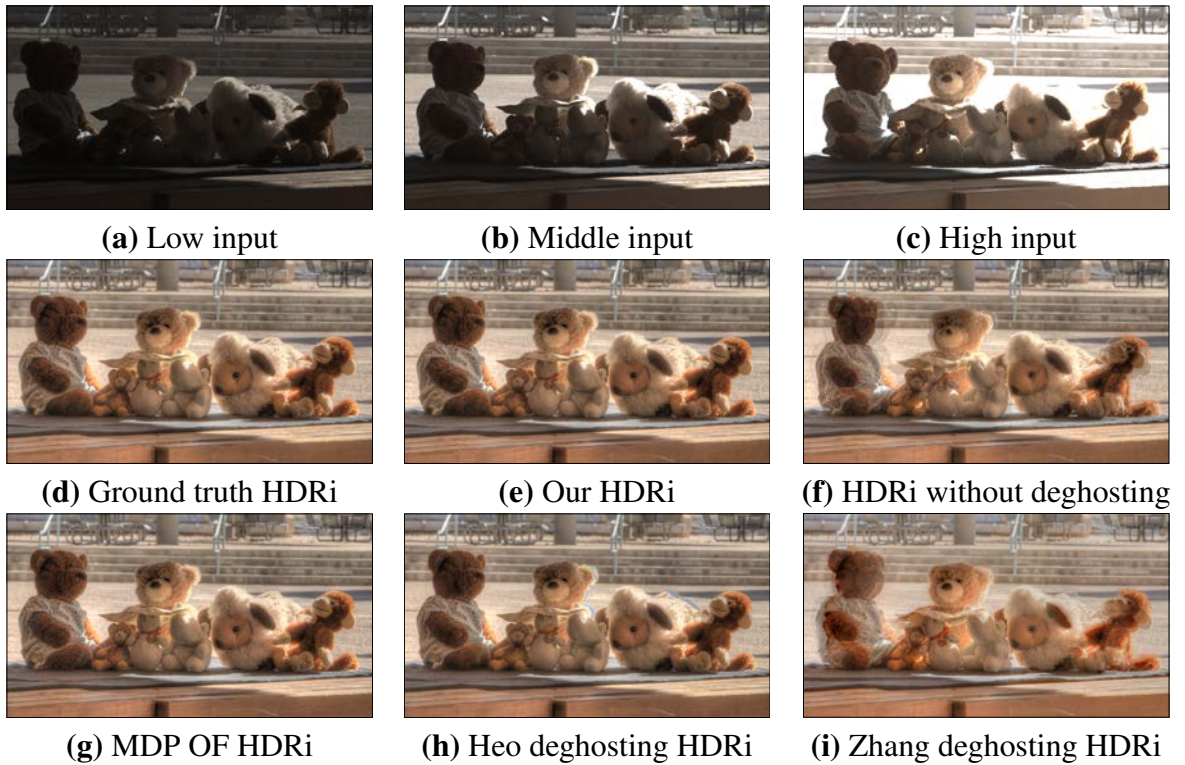 (a) Low input
(b) Middle input
(c) High input
(d) Ground truth HDRi
(e) Our HDRi
(f) HDRi without deghosting
(g) MDP OF HDRi
(h) Heo deghosting HDRi
(i) Zhang deghosting HDRi